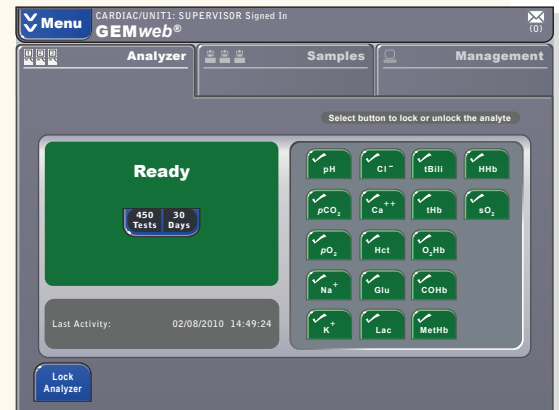 Menu
CARDIAC/UNIT1: SUPERVISOR Signed In
GEMweb®
(0)
Analyzer
Samples
Management
Select button to lock or unlock the analyte
Ready
450 30
Tests Days
Last Activity: 02/08/2010 14:49:24
pH Cl⁻ tBili HHb
pCO₂ Ca⁺⁺ tHb sO₂
pO₂ Hct O₂Hb
Na⁺ Glu COHb
K⁺ Lac MetHb
Lock
Analyzer